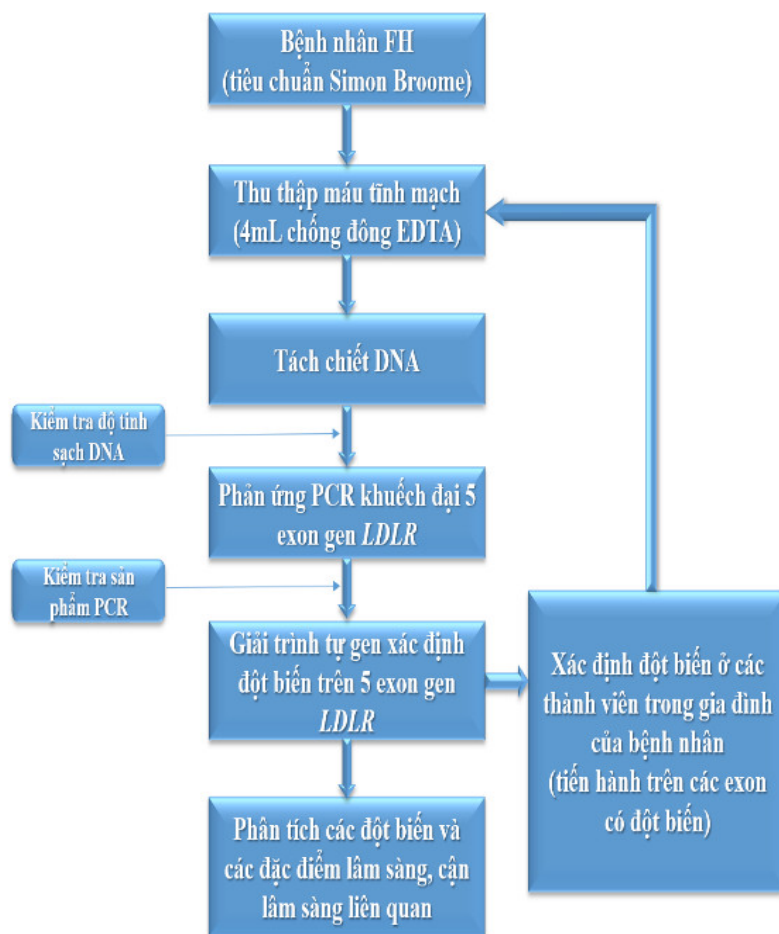 Bệnh nhân FH
(tiêu chuẩn Simon Broome)
Thu thập máu tĩnh mạch
(4mL chống đông EDTA)
Tách chiết DNA
Kiểm tra độ tinh
sạch DNA
Phản ứng PCR khuếch đại 5
exon gen LDLR
Kiểm tra sản
phẩm PCR
Giải trình tự gen xác định
đột biến trên 5 exon gen
LDLR
Xác định đột biến ở các
thành viên trong gia đình
của bệnh nhân
(tiến hành trên các exon
có đột biến)
Phân tích các đột biến và
các đặc điểm lâm sàng, cận
lâm sàng liên quan